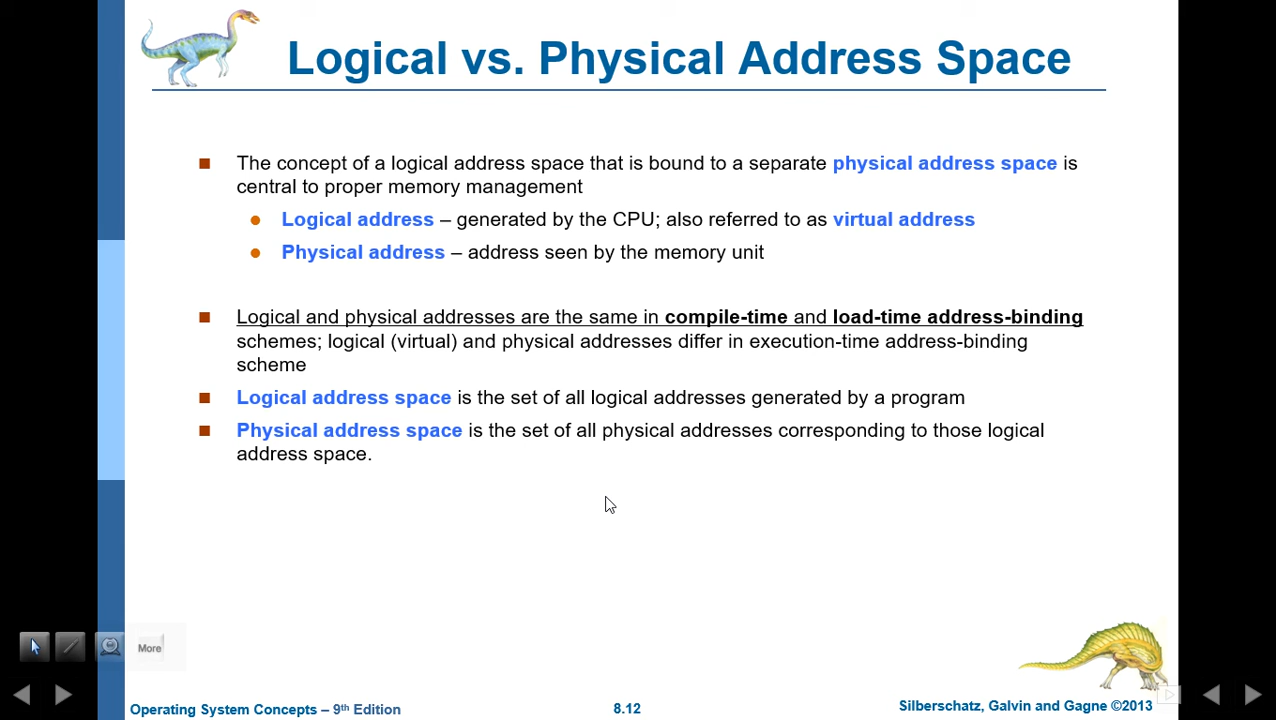 Logical vs. Physical Address Space
The concept of a logical address space that is bound to a separate physical address space is
central to proper memory management
Logical address – generated by the CPU; also referred to as virtual address
Physical address – address seen by the memory unit
Logical and physical addresses are the same in compile-time and load-time address-binding
schemes; logical (virtual) and physical addresses differ in execution-time address-binding
scheme
Logical address space is the set of all logical addresses generated by a program
Physical address space is the set of all physical addresses corresponding to those logical
address space.
More
Operating System Concepts – 9th Edition
8.12
Silberschatz, Galvin and Gagne ©2013